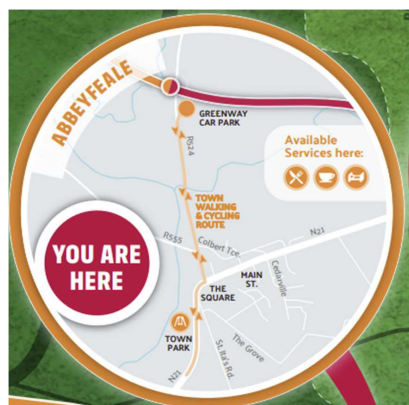 ABBEYFEALE
GREENWAY
CAR PARK
R524
Available
Services here:
TOWN
WALKING
& CYCLING
ROUTE
N21
R555
Colbert Tce.
YOU ARE
HERE
MAIN
ST.
Cedarville
THE
SQUARE
TOWN
PARK
The Grove
St. Ita's Rd.
N21